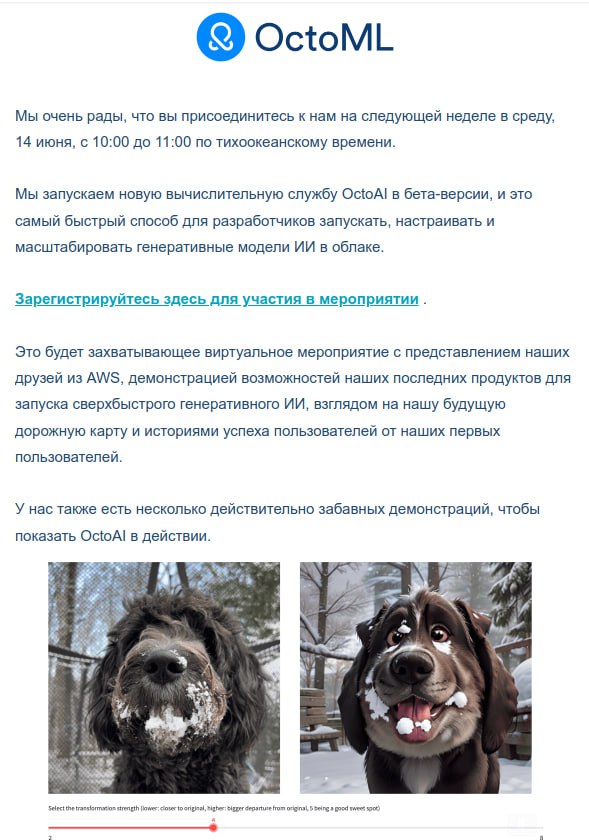 OctoML
Мы очень рады, что вы присоединитесь к нам на следующей неделе в среду,
14 июня, с 10:00 до 11:00 по тихоокеанскому времени.
Мы запускаем новую вычислительную службу OctoAI в бета-версии, и это
самый быстрый способ для разработчиков запускать, настраивать и
масштабировать генеративные модели ИИ в облаке.
Зарегистрируйтесь здесь для участия в мероприятии .
Это будет захватывающее виртуальное мероприятие с представлением наших
друзей из AWS, демонстрацией возможностей наших последних продуктов для
запуска сверхбыстрого генеративного ИИ, взглядом на нашу будущую
дорожную карту и историями успеха пользователей от наших первых
пользователей.
У нас также есть несколько действительно забавных демонстраций, чтобы
показать OctoAI в действии.
Select the transformation strength (lower: closer to original, higher: bigger departure from original, 5 being a good sweet spot)
4
2 8